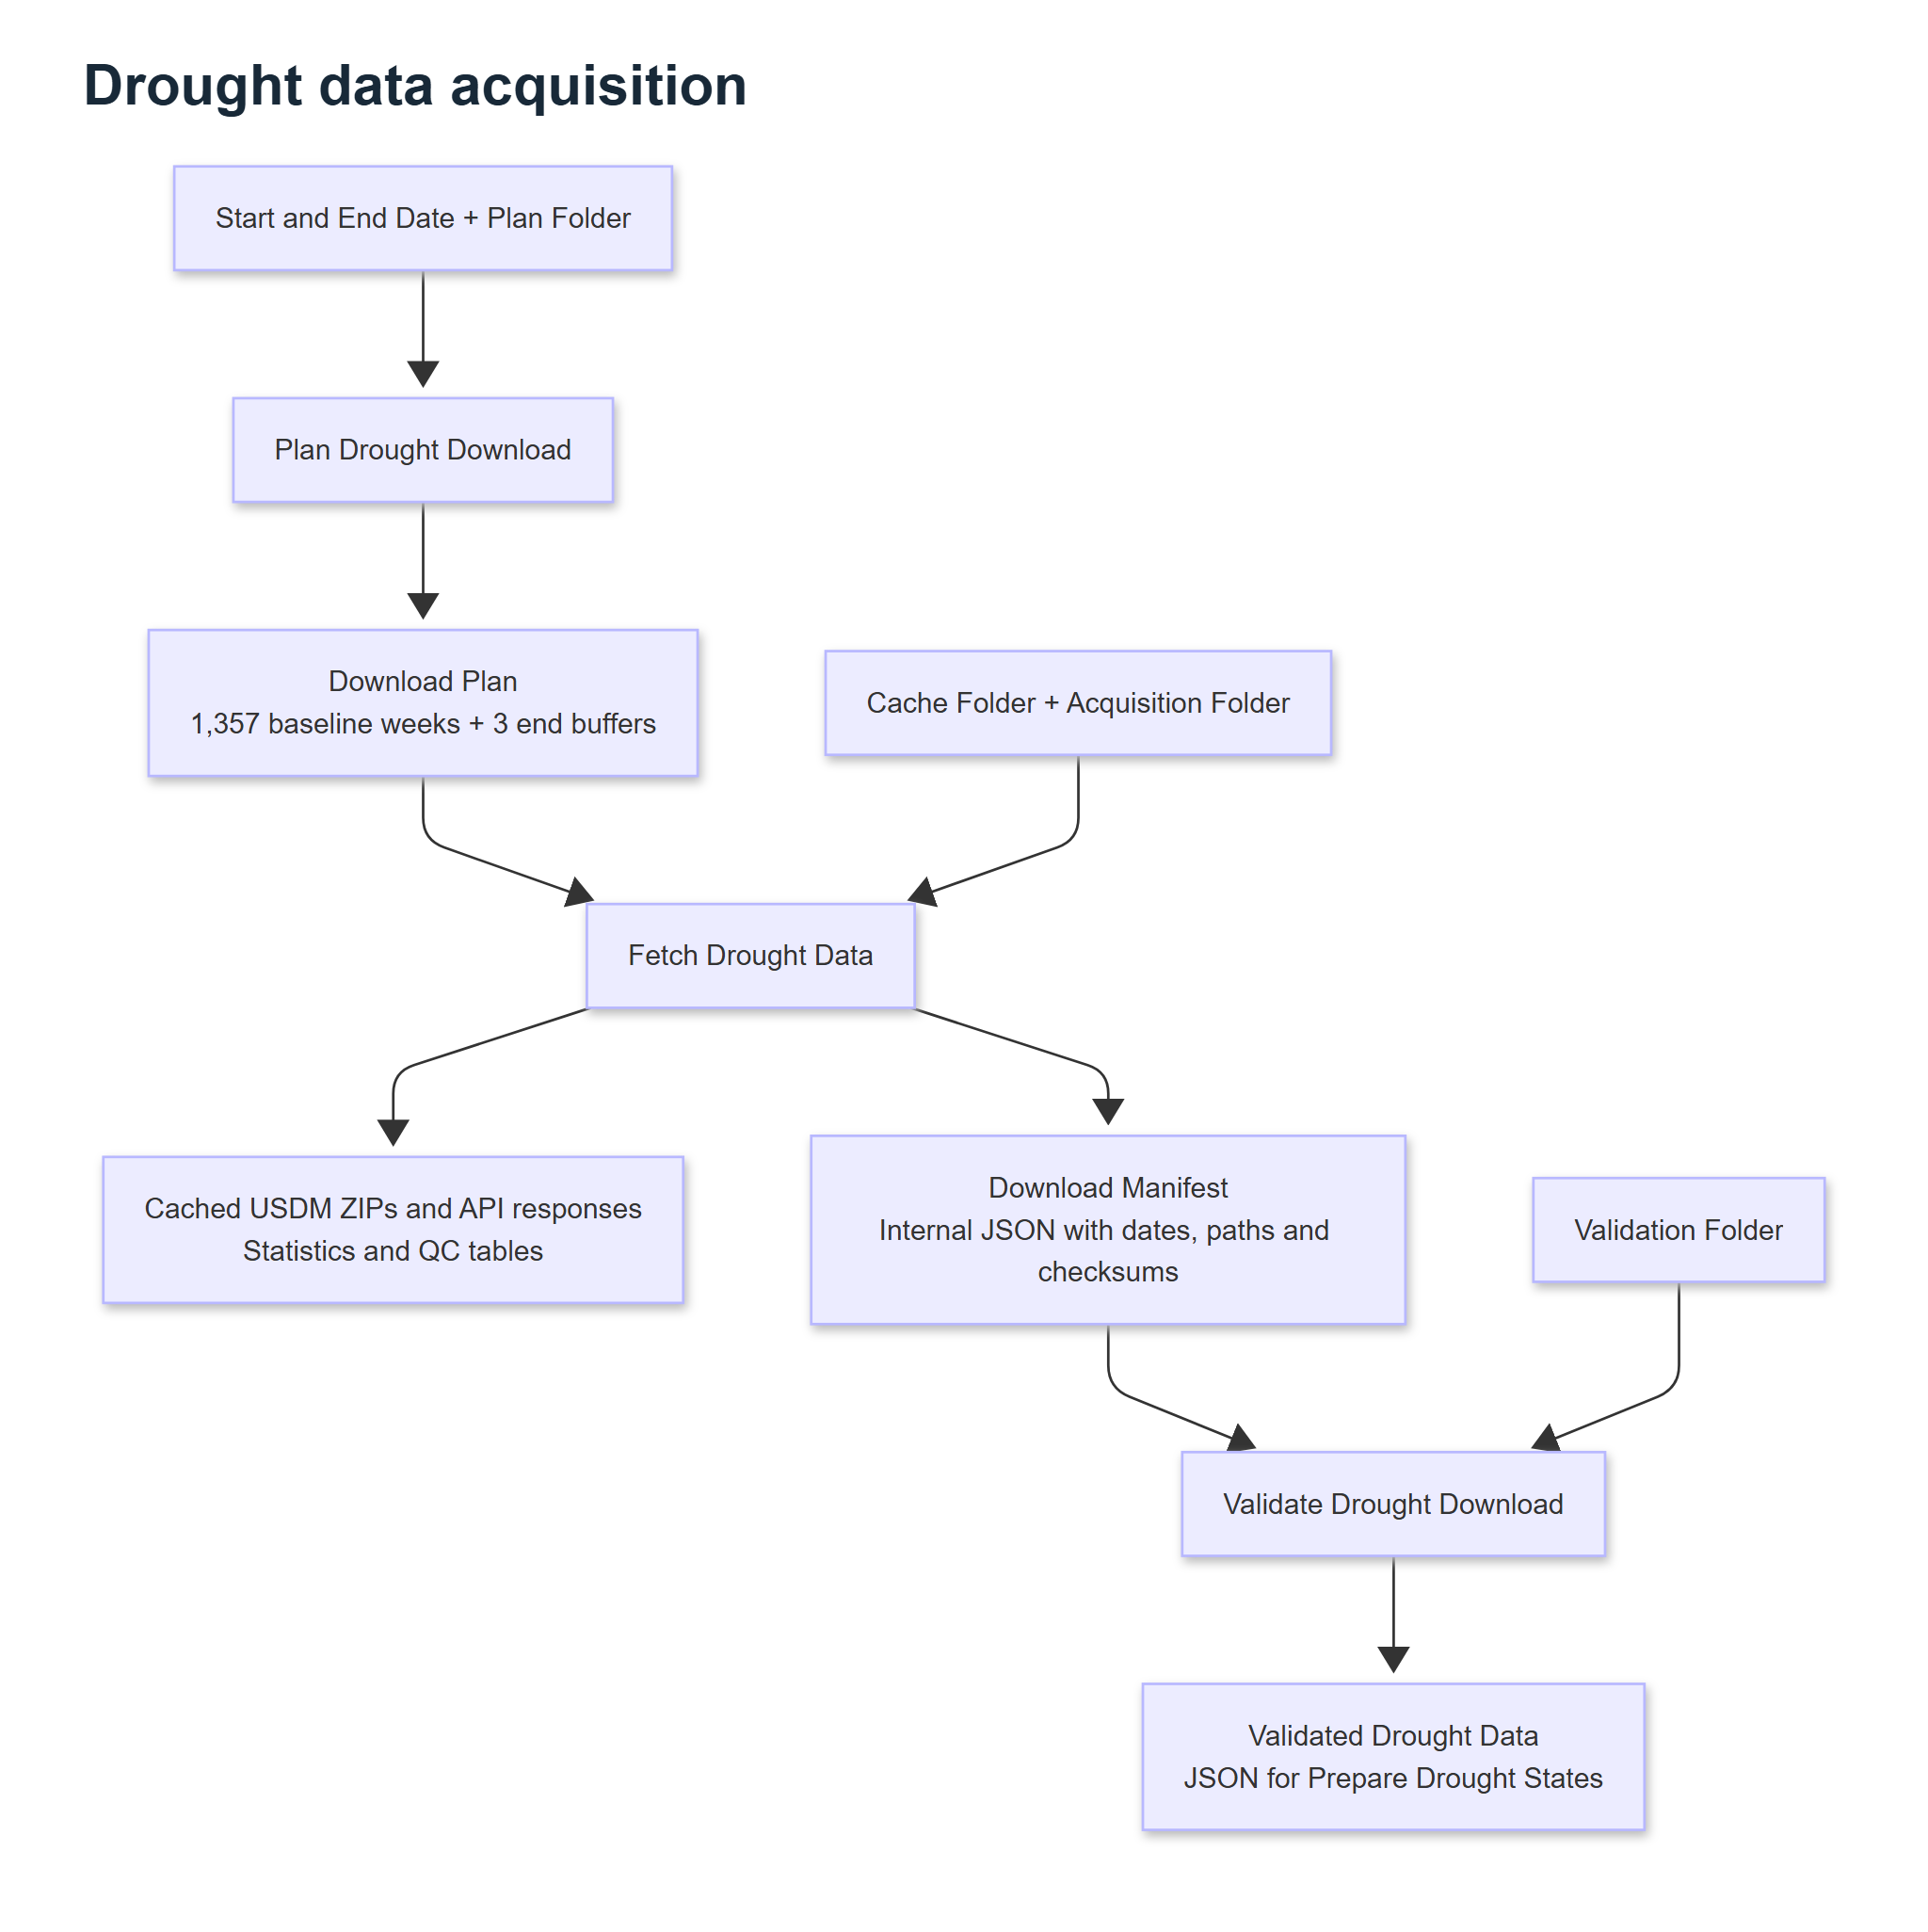 Drought data acquisition
Start and End Date + Plan Folder
Plan Drought Download
Download Plan
1,357 baseline weeks + 3 end buffers
Cache Folder + Acquisition Folder
Fetch Drought Data
Cached USDM ZIPs and API responses
Statistics and QC tables
Download Manifest
Internal JSON with dates, paths and
checksums
Validation Folder
Validate Drought Download
Validated Drought Data
JSON for Prepare Drought States